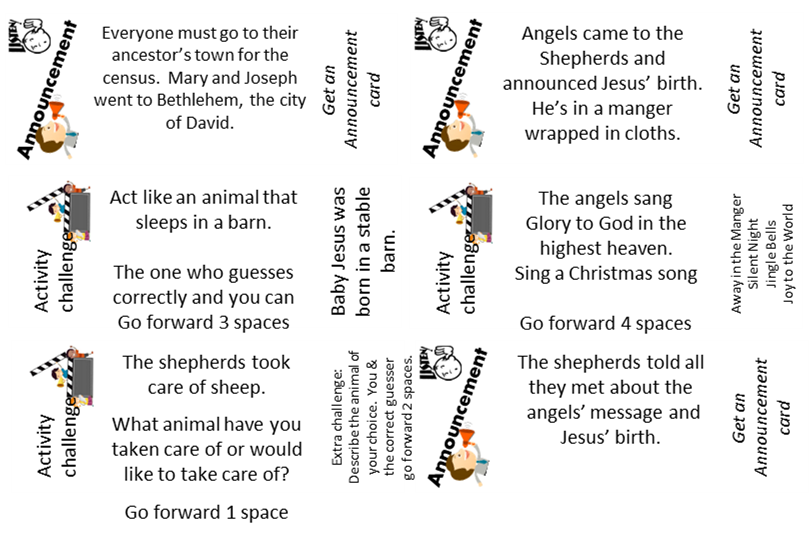 LISTEN
Announcement
Everyone must go to their
ancestor's town for the
census.  Mary and Joseph
went to Bethlehem, the city
of David.
Get an
Announcement
card
LISTEN
Announcement
Angels came to the
Shepherds and
announced Jesus' birth.
He's in a manger
wrapped in cloths.
Get an
Announcement
card
Activity
challenge
Act like an animal that
sleeps in a barn.
The one who guesses
correctly and you can
Go forward 3 spaces
Baby Jesus was
born in a stable
barn.
Activity
challenge
The angels sang
Glory to God in the
highest heaven.
Sing a Christmas song
Go forward 4 spaces
Away in the Manger
Silent Night
Jingle Bells
Joy to the World
Activity
challenge
The shepherds took
care of sheep.
What animal have you
taken care of or would
like to take care of?
Go forward 1 space
Extra challenge:
Describe the animal of
your choice.  You &
the correct guesser
go forward 2 spaces.
LISTEN
Announcement
The shepherds told all
they met about the
angels' message and
Jesus' birth.
Get an
Announcement
card